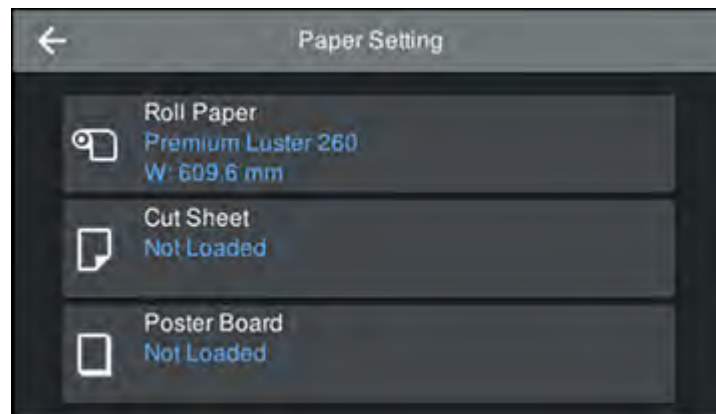 Paper Setting
Roll Paper
Premium Luster 260
W: 609.6 mm
Cut Sheet
Not Loaded
Poster Board
Not Loaded